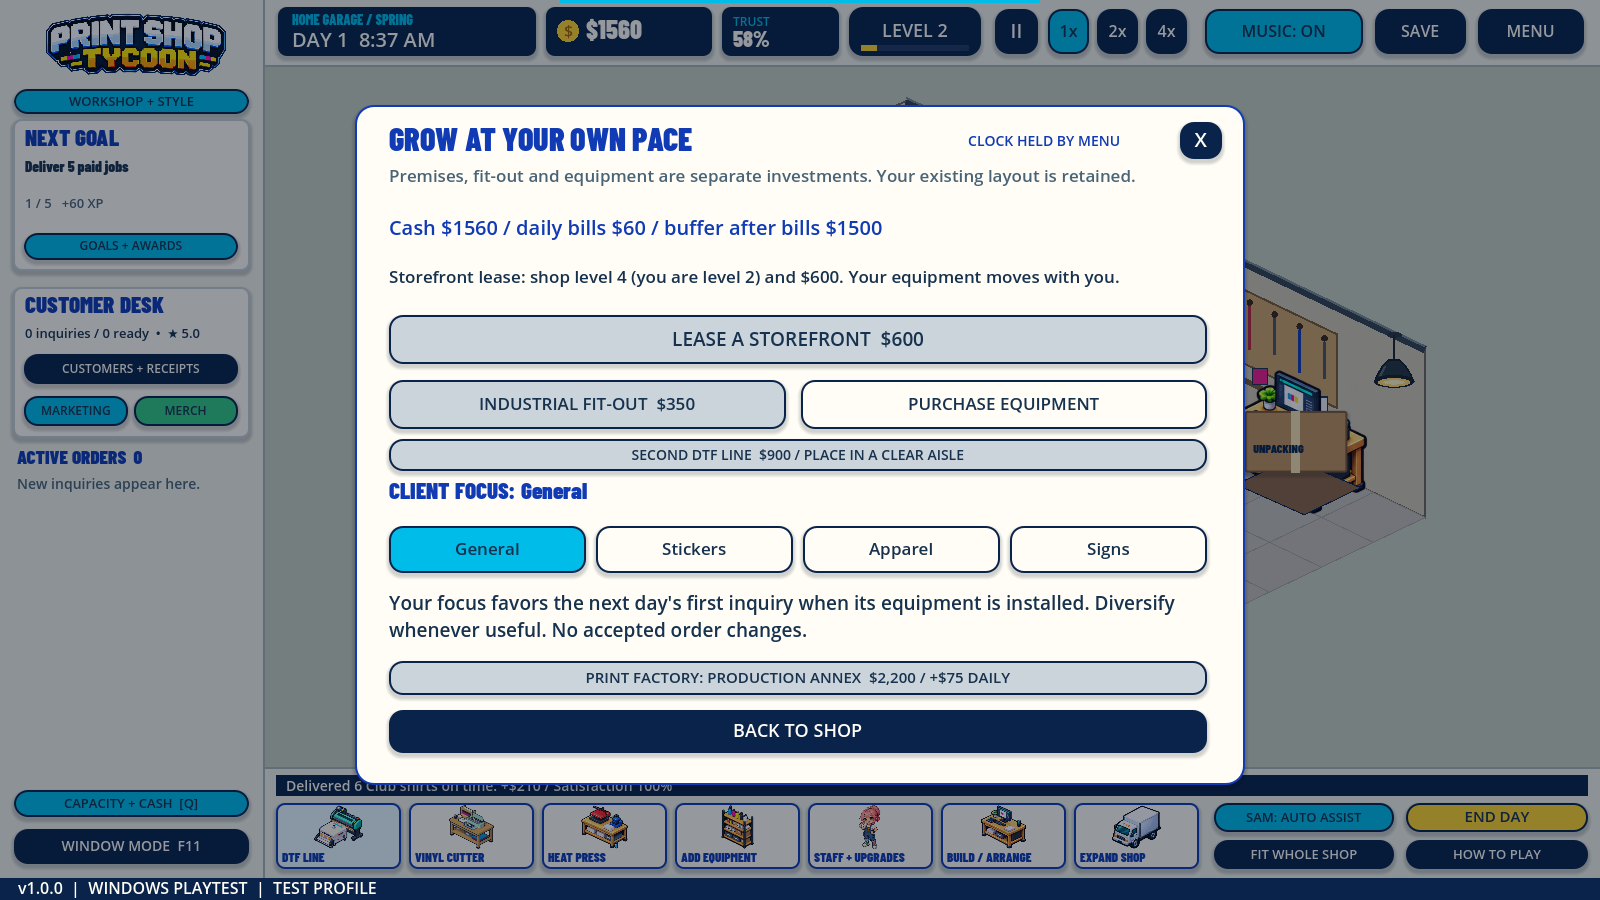 PRINT SHOP
TYCOON
WORKSHOP + STYLE
NEXT GOAL
Deliver 5 paid jobs
1 / 5 +60 XP
GOALS + AWARDS
CUSTOMER DESK
0 inquiries / 0 ready • ★ 5.0
CUSTOMERS + RECEIPTS
MARKETING
MERCH
ACTIVE ORDERS 0
New inquiries appear here.
CAPACITY + CASH [Q]
WINDOW MODE F11
HOME GARAGE / SPRING
DAY 1 8:37 AM
$1560
TRUST
58%
LEVEL 2
II
1x
2x
4x
MUSIC: ON
SAVE
MENU
GROW AT YOUR OWN PACE
CLOCK HELD BY MENU
X
Premises, fit-out and equipment are separate investments. Your existing layout is retained.
Cash $1560 / daily bills $60 / buffer after bills $1500
Storefront lease: shop level 4 (you are level 2) and $600. Your equipment moves with you.
LEASE A STOREFRONT $600
INDUSTRIAL FIT-OUT $350
PURCHASE EQUIPMENT
SECOND DTF LINE $900 / PLACE IN A CLEAR AISLE
CLIENT FOCUS: General
General
Stickers
Apparel
Signs
Your focus favors the next day's first inquiry when its equipment is installed. Diversify
whenever useful. No accepted order changes.
PRINT FACTORY: PRODUCTION ANNEX $2,200 / +$75 DAILY
BACK TO SHOP
UNPACKING
Delivered 6 Club shirts on time. +$210 / Satisfaction 100%
DTF LINE
VINYL CUTTER
HEAT PRESS
ADD EQUIPMENT
STAFF + UPGRADES
BUILD / ARRANGE
EXPAND SHOP
SAM: AUTO ASSIST
END DAY
FIT WHOLE SHOP
HOW TO PLAY
v1.0.0 | WINDOWS PLAYTEST | TEST PROFILE